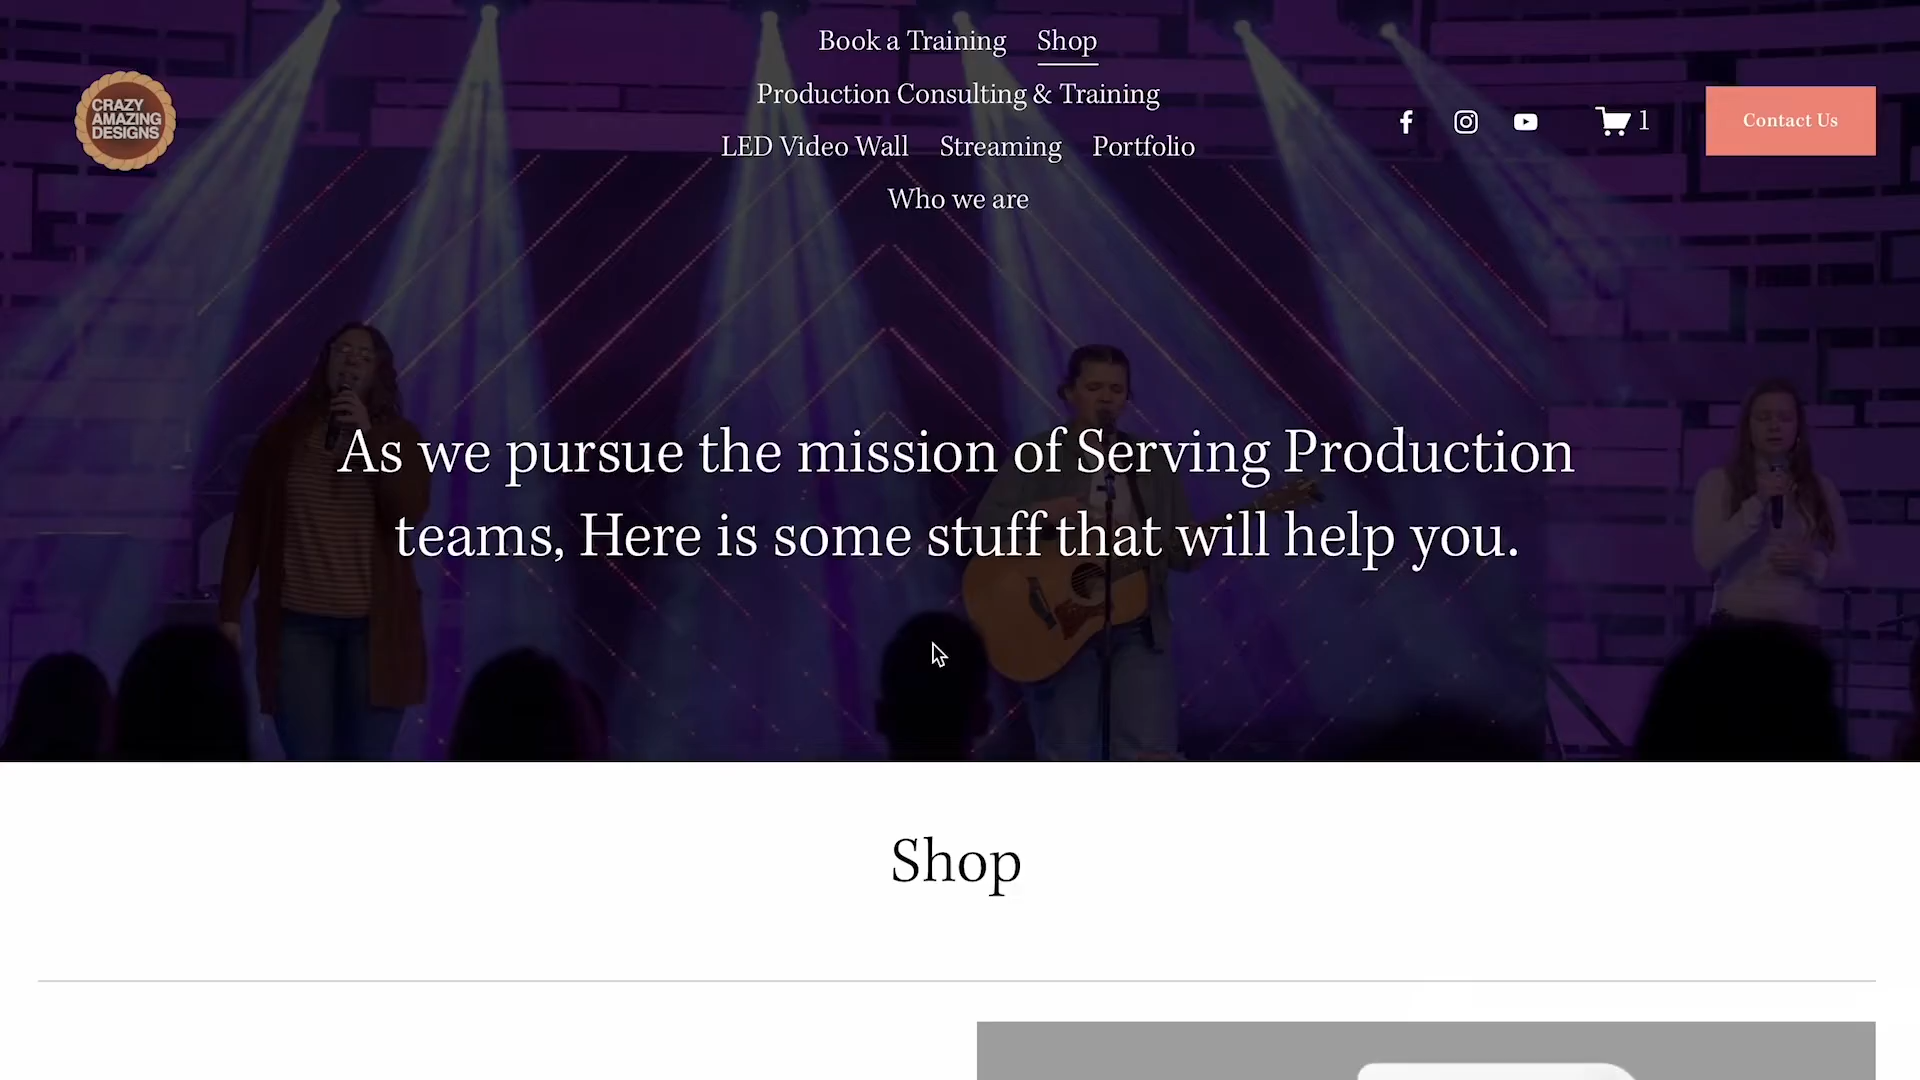 Book a Training Shop
CRAZY
AMAZING
DESIGNS
Production Consulting & Training
LED Video Wall Streaming Portfolio
Who we are
1
Contact Us
As we pursue the mission of Serving Production
teams, Here is some stuff that will help you.
Shop